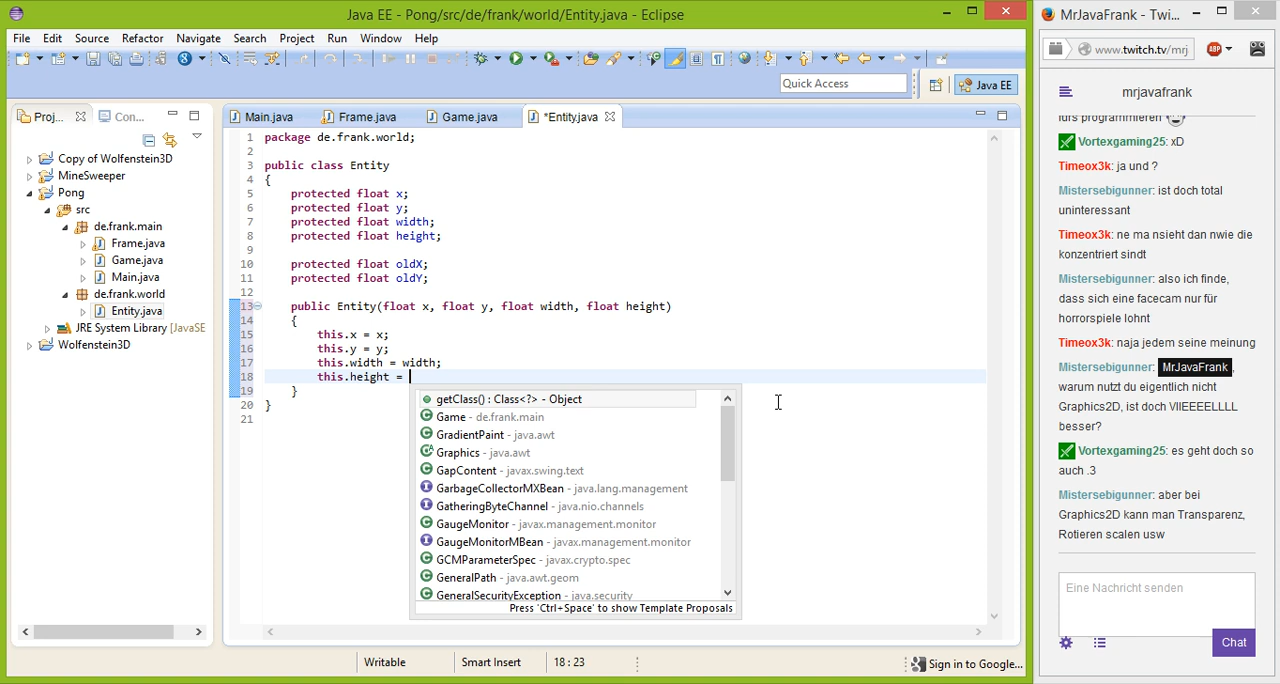 Java EE - Pong/src/de/frank/world/Entity.java - Eclipse
File Edit Source Refactor Navigate Search Project Run Window Help
Quick Access
Java EE
Proj...
Con...
Copy of Wolfenstein3D
MineSweeper
Pong
src
de.frank.main
Frame.java
Game.java
Main.java
de.frank.world
Entity.java
JRE System Library [JavaSE
Wolfenstein3D
Main.java Frame.java Game.java *Entity.java
1 package de.frank.world;
2
3 public class Entity
4 {
5 protected float x;
6 protected float y;
7 protected float width;
8 protected float height;
9
10 protected float oldX;
11 protected float oldY;
12
13 public Entity(float x, float y, float width, float height)
14 {
15 this.x = x;
16 this.y = y;
17 this.width = width;
18 this.height =
19 }
20 }
21
getClass() : Class<?> - Object
Game - de.frank.main
GradientPaint - java.awt
Graphics - java.awt
GapContent - javax.swing.text
GarbageCollectorMXBean - java.lang.management
GatheringByteChannel - java.nio.channels
GaugeMonitor - javax.management.monitor
GaugeMonitorMBean - javax.management.monitor
GCMParameterSpec - javax.crypto.spec
GeneralPath - java.awt.geom
GeneralSecurityException - java.security
Press 'Ctrl+Space' to show Template Proposals
Writable Smart Insert 18 : 23
Sign in to Google...
MrJavaFrank - Twi...
www.twitch.tv/mrj
ABP
mrjavafrank
fürs programmieren
Vortexgaming25: xD
Timeox3k: ja und ?
Mistersebigunner: ist doch total
uninteressant
Timeox3k: ne ma nsieht dan nwie die
konzentriert sindt
Mistersebigunner: also ich finde,
dass sich eine facecam nur für
horrorspiele lohnt
Timeox3k: naja jedem seine meinung
Mistersebigunner: MrJavaFrank,
warum nutzt du eigentlich nicht
Graphics2D, ist doch VIIEEEELLLL
besser?
Vortexgaming25: es geht doch so
auch .3
Mistersebigunner: aber bei
Graphics2D kann man Transparenz,
Rotieren scalen usw
Eine Nachricht senden
Chat